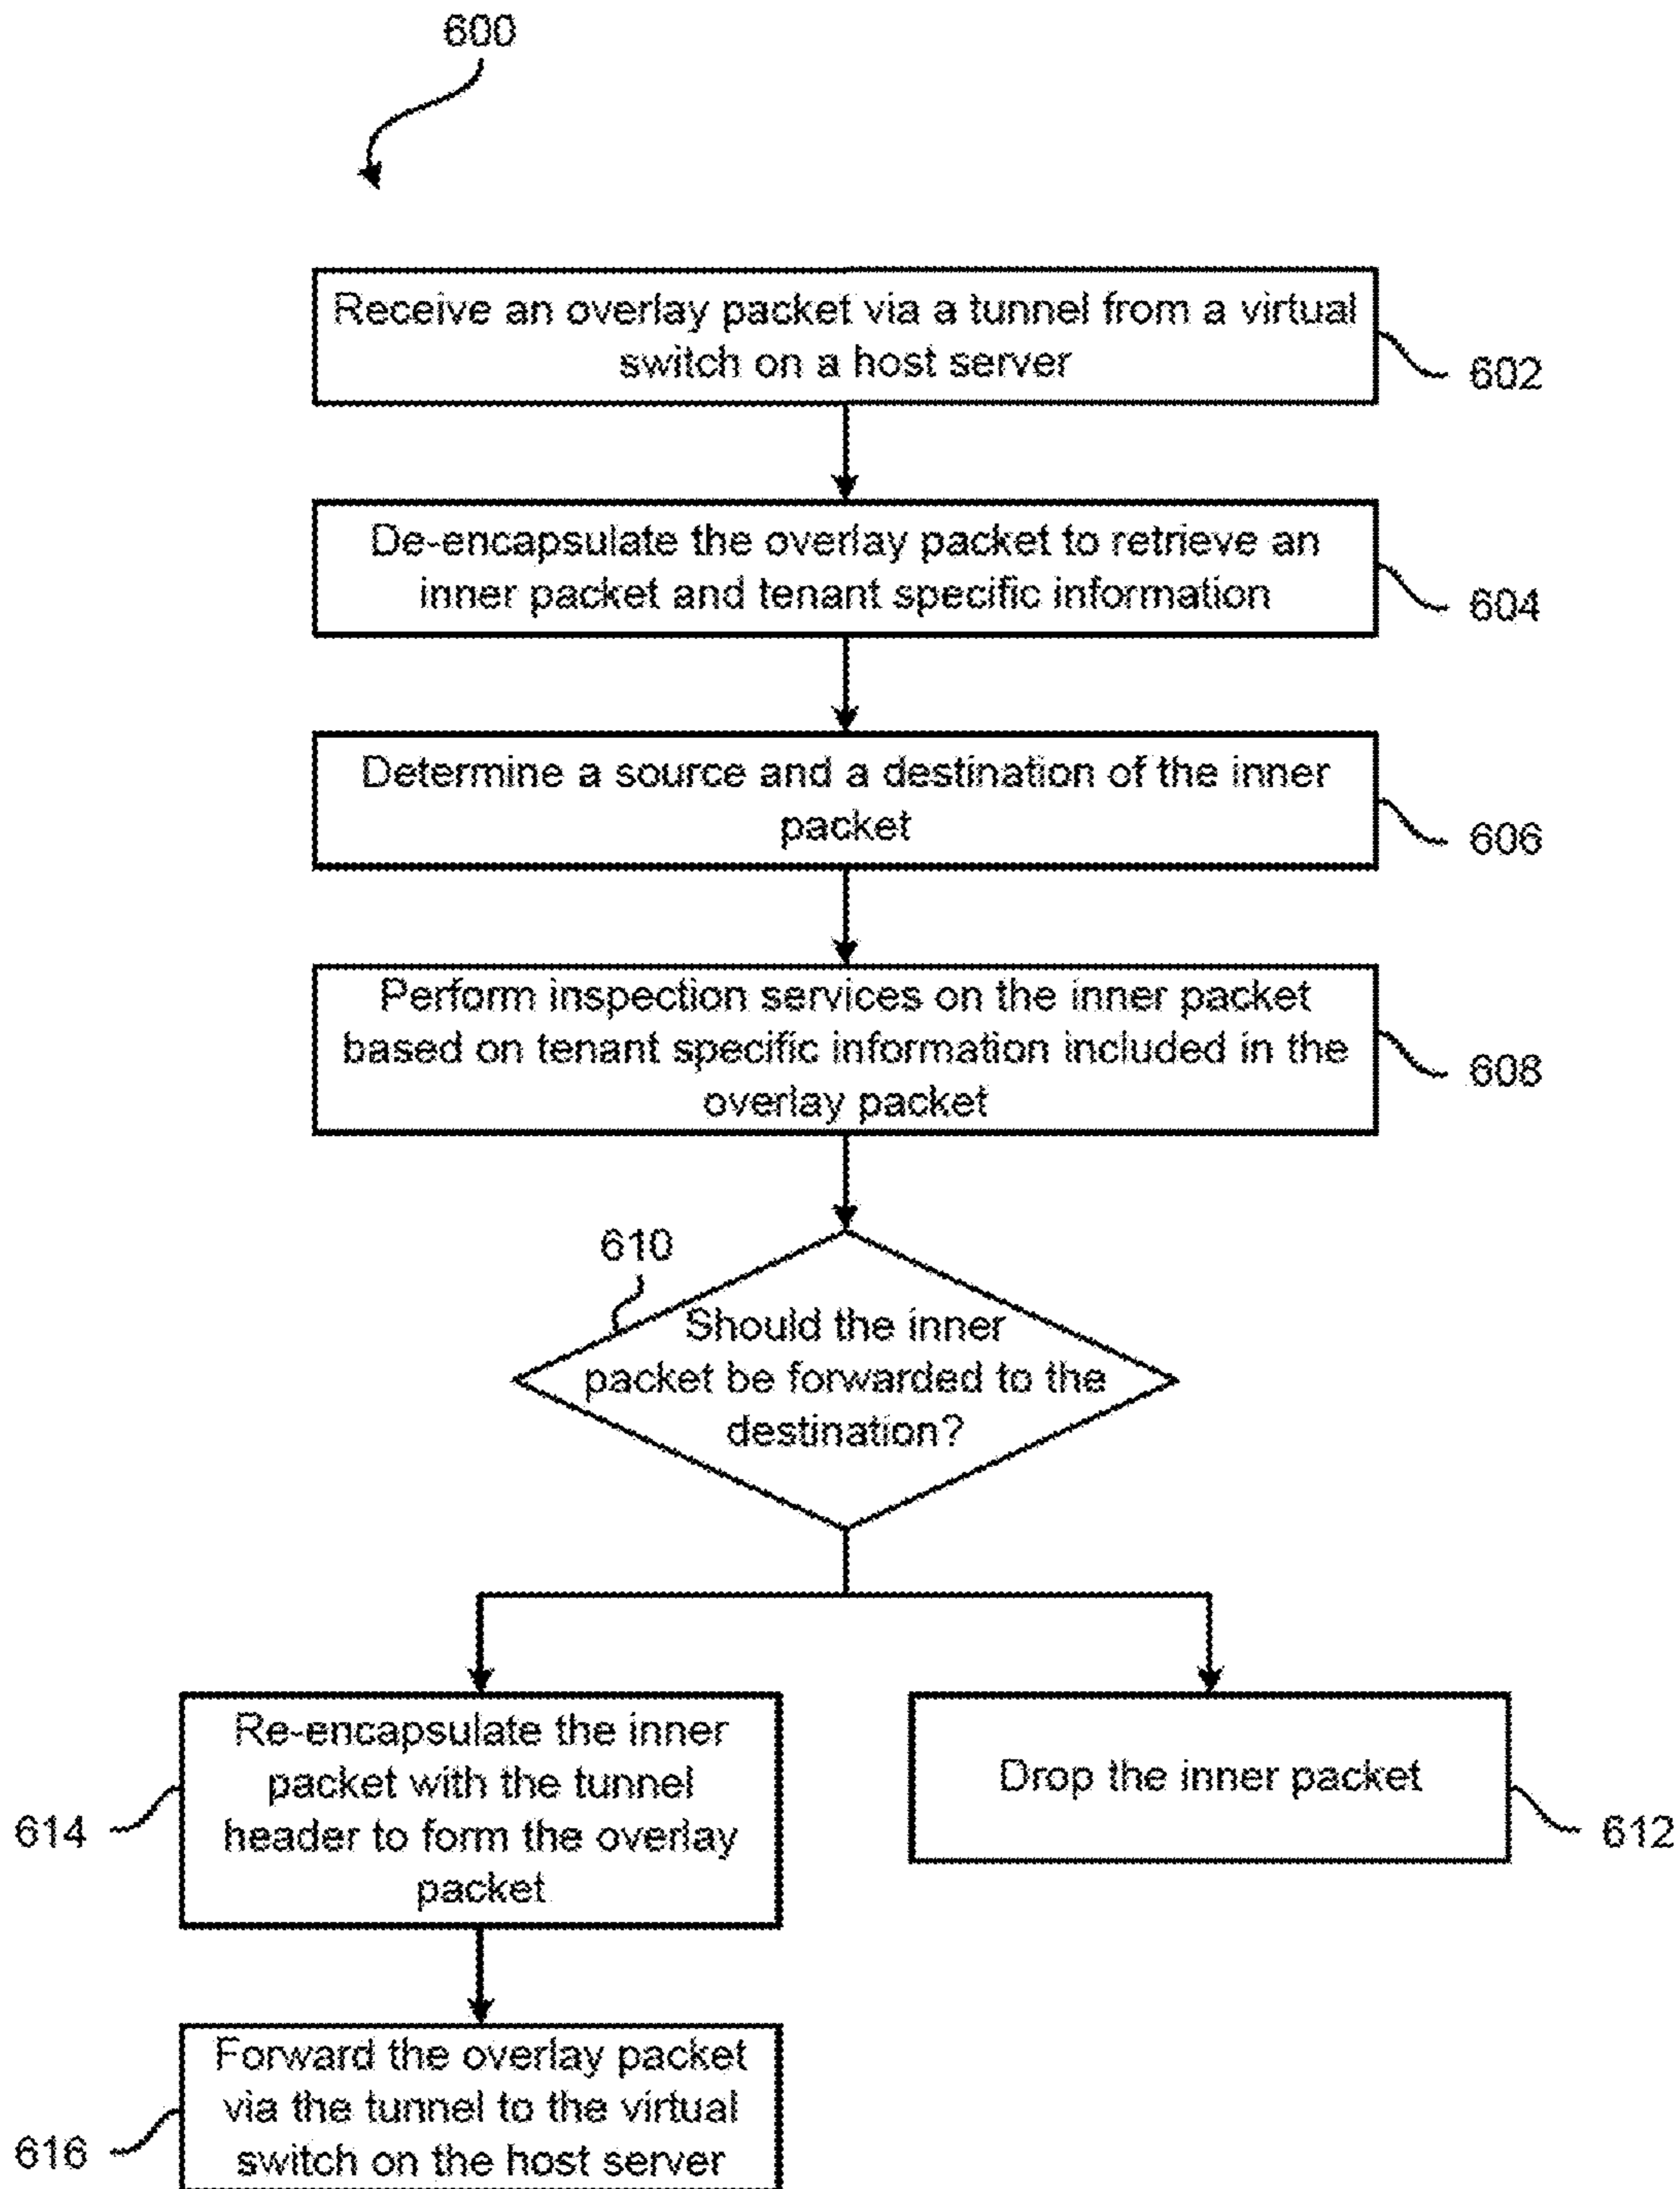 600
Receive an overlay packet via a tunnel from a virtual
switch on a host server
602
De-encapsulate the overlay packet to retrieve an
inner packet and tenant specific information
604
Determine a source and a destination of the inner
packet
606
Perform inspection services on the inner packet
based on tenant specific information included in the
overlay packet
608
610
Should the inner
packet be forwarded to the
destination?
Re-encapsulate the inner
packet with the tunnel
header to form the overlay
packet
614
Drop the inner packet
612
Forward the overlay packet
via the tunnel to the virtual
switch on the host server
616